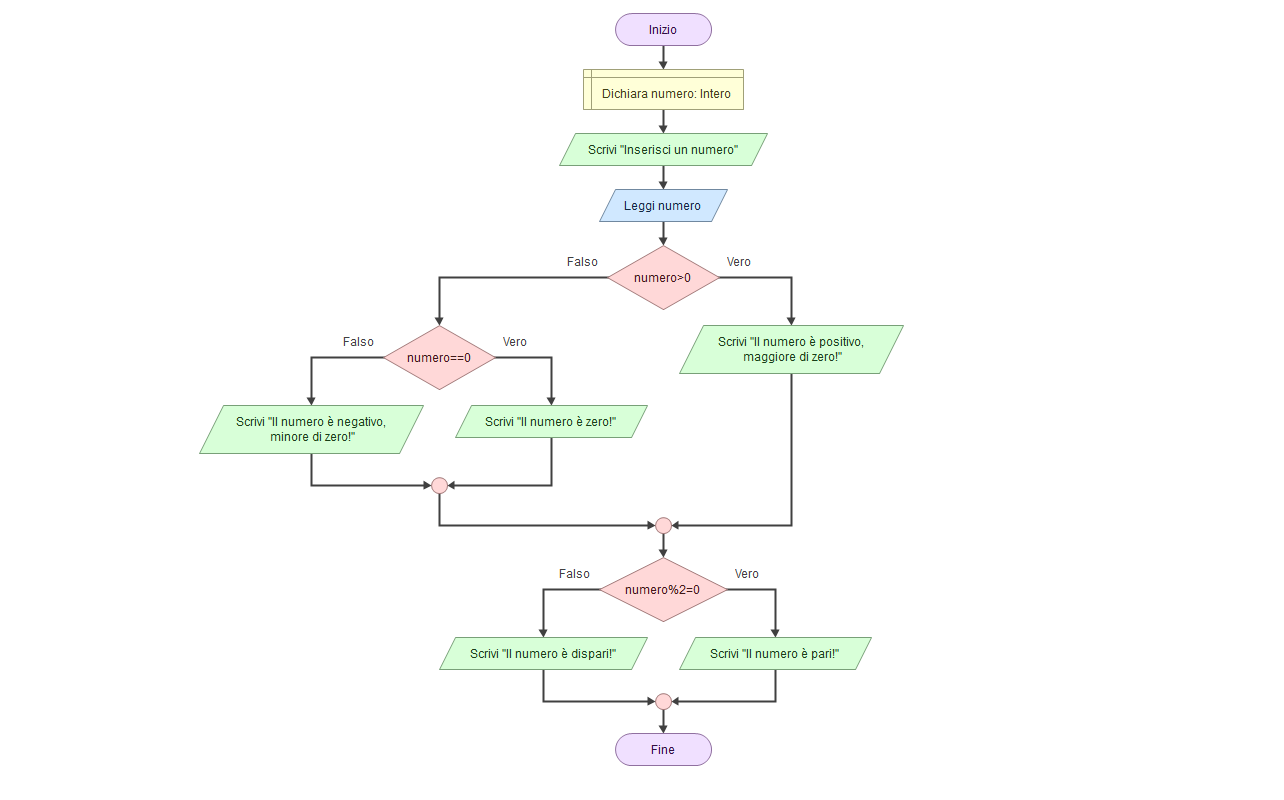 Inizio
Dichiara numero: Intero
Scrivi "Inserisci un numero"
Leggi numero
Falso
Vero
numero>0
Falso
Vero
numero==0
Scrivi "Il numero è positivo,
maggiore di zero!"
Scrivi "Il numero è negativo,
minore di zero!"
Scrivi "Il numero è zero!"
Falso
Vero
numero%2=0
Scrivi "Il numero è dispari!"
Scrivi "Il numero è pari!"
Fine